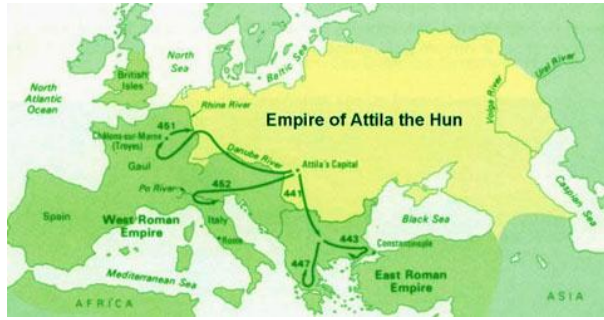 North
Sea
Baltic Sea
North
Atlantic
Ocean
British
Isles
Rhine River
Empire of Attila the Hun
Volga River
Ural River
451
Châlons-sur-Marne
(Troyes)
Danube River
Attila's Capital
Gaul
452
441
Po River
Caspian Sea
Spain
West Roman
Empire
Italy
Rome
Black Sea
443
Constantinople
447
East Roman
Empire
Mediterranean Sea
AFRICA
ASIA